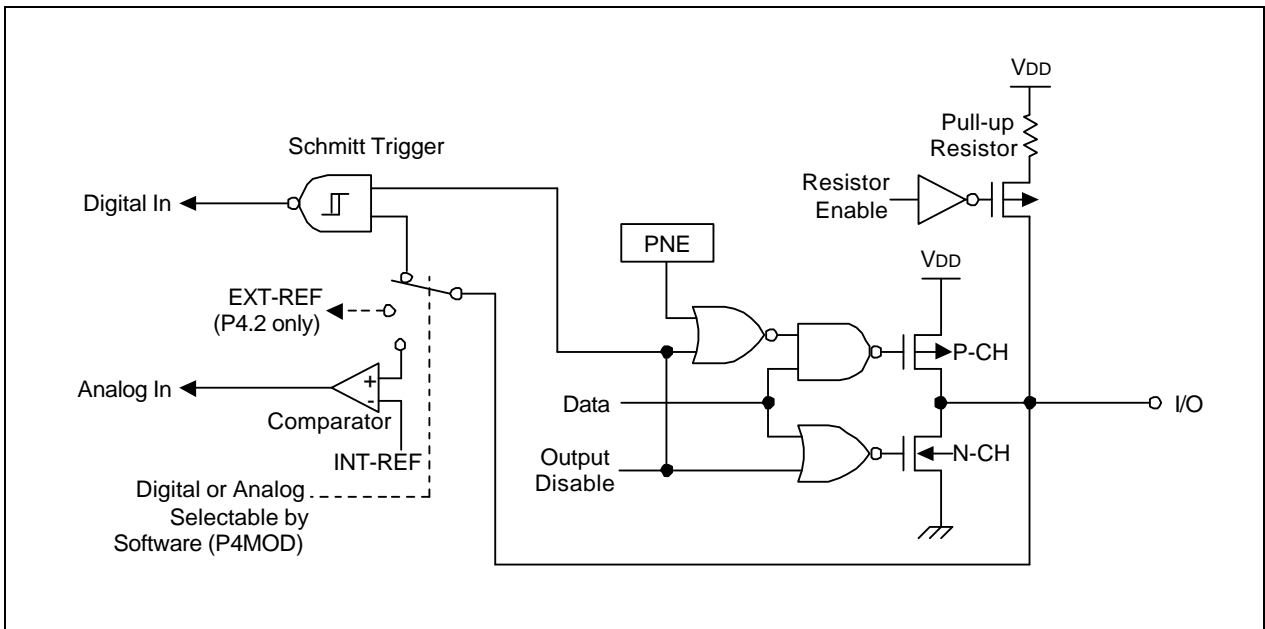 VDD
Pull-up
Resistor
Schmitt Trigger
Resistor
Enable
Digital In
PNE
VDD
EXT-REF
(P4.2 only)
P-CH
Analog In
+
-
Comparator
Data
I/O
INT-REF
N-CH
Output
Disable
Digital or Analog
Selectable by
Software (P4MOD)